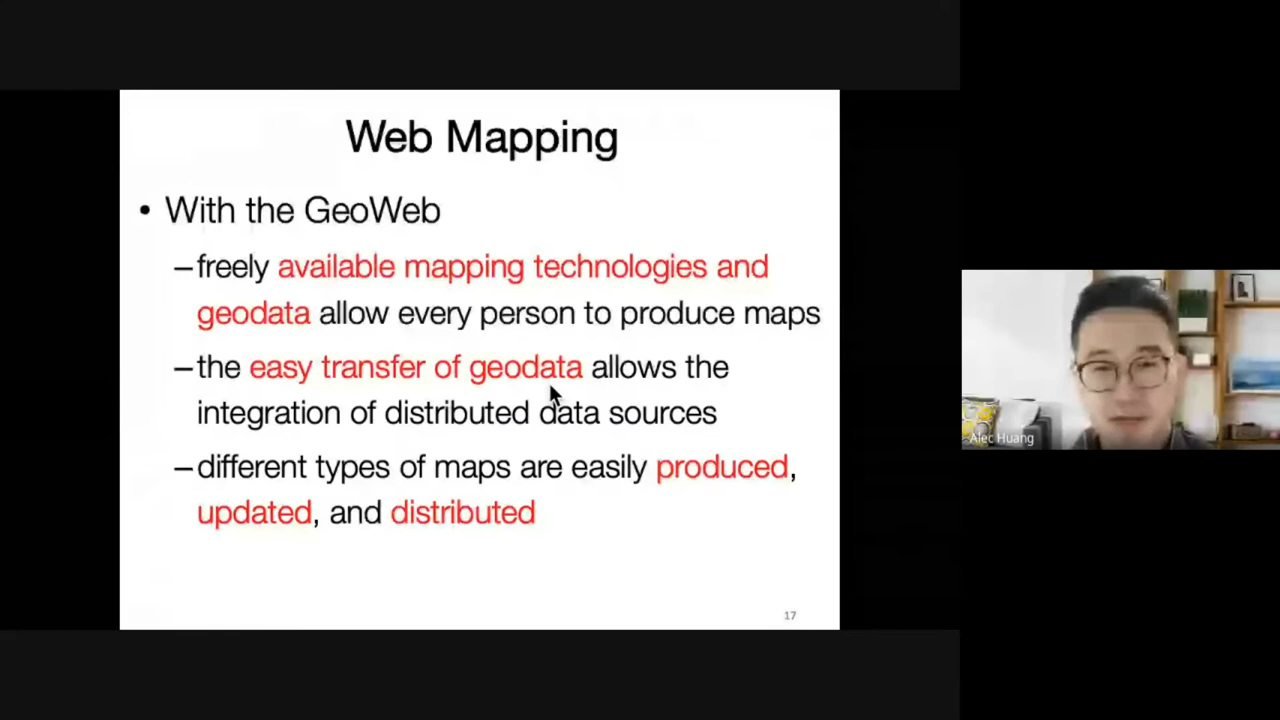 Web Mapping
• With the GeoWeb
–freely available mapping technologies and
geodata allow every person to produce maps
–the easy transfer of geodata allows the
integration of distributed data sources
–different types of maps are easily produced,
updated, and distributed
17
Alec Huang